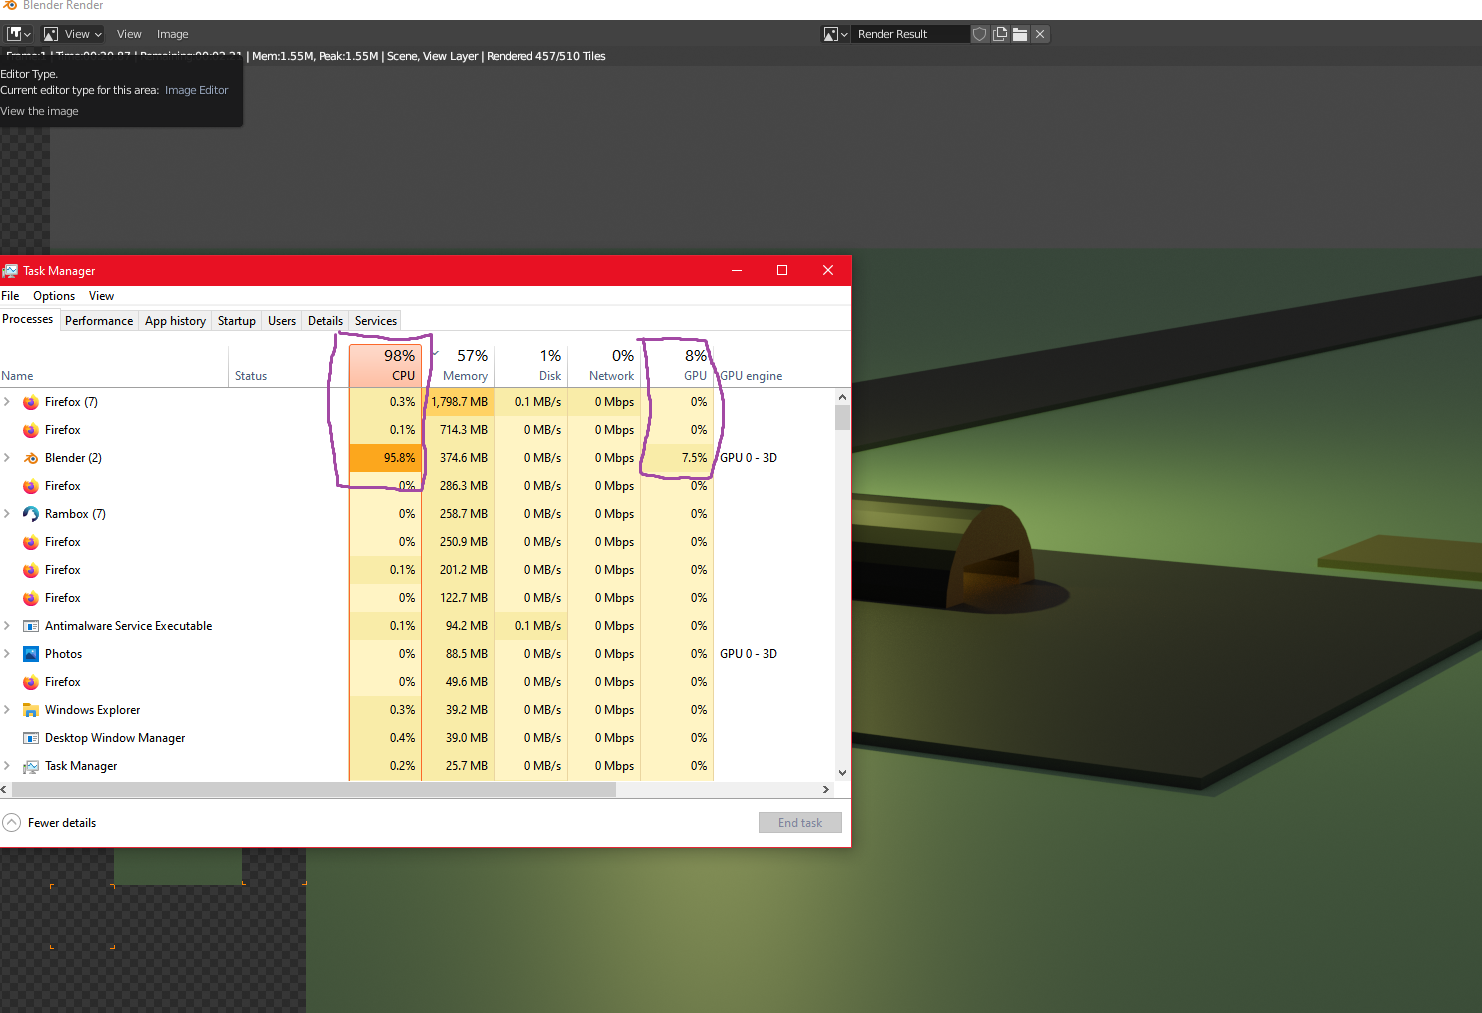 Blender Render
View View Image Render Result
Frame:1 | Time:00:20.87 | Remaining:00:02.21 | Mem:1.55M, Peak:1.55M | Scene, View Layer | Rendered 457/510 Tiles
Editor Type.
Current editor type for this area: Image Editor
View the image
Task Manager
File Options View
Processes Performance App history Startup Users Details Services
98% 57% 1% 0% 8%
Name Status CPU Memory Disk Network GPU GPU engine
Firefox (7) 0.3% 1,798.7 MB 0.1 MB/s 0 Mbps 0%
Firefox 0.1% 714.3 MB 0 MB/s 0 Mbps 0%
Blender (2) 95.8% 374.6 MB 0 MB/s 0 Mbps 7.5% GPU 0 - 3D
Firefox 0% 286.3 MB 0 MB/s 0 Mbps 0%
Rambox (7) 0% 258.7 MB 0 MB/s 0 Mbps 0%
Firefox 0% 250.9 MB 0 MB/s 0 Mbps 0%
Firefox 0.1% 201.2 MB 0 MB/s 0 Mbps 0%
Firefox 0% 122.7 MB 0 MB/s 0 Mbps 0%
Antimalware Service Executable 0.1% 94.2 MB 0.1 MB/s 0 Mbps 0%
Photos 0% 88.5 MB 0 MB/s 0 Mbps 0% GPU 0 - 3D
Firefox 0% 49.6 MB 0 MB/s 0 Mbps 0%
Windows Explorer 0.3% 39.2 MB 0 MB/s 0 Mbps 0%
Desktop Window Manager 0.4% 39.0 MB 0 MB/s 0 Mbps 0%
Task Manager 0.2% 25.7 MB 0 MB/s 0 Mbps 0%
Fewer details End task